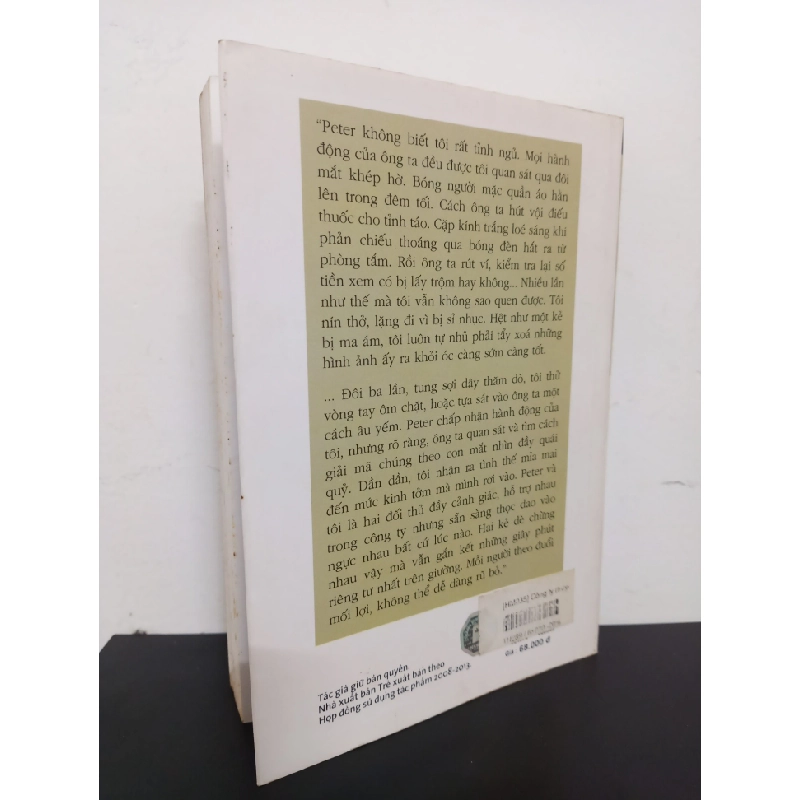 “Peter không biết tôi rất tỉnh ngủ. Mọi hành
động của ông ta đều được tôi quan sát qua đôi
mắt khép hờ. Bóng người mặc quần áo hằn
lên trong đêm tối. Cách ông ta hút vội điếu
thuốc cho tỉnh táo. Cặp kính trắng loé sáng khi
phản chiếu thoáng qua bóng đèn hắt ra từ
phòng tắm. Rồi ông ta rút ví, kiểm tra lại số
tiền xem có bị lấy trộm hay không... Nhiều lần
như thế mà tôi vẫn không sao quen được. Tôi
nín thở, lặng đi vì bị sỉ nhục. Hệt như một kẻ
bị ma ám, tôi luôn tự nhủ phải tẩy xoá những
hình ảnh ấy ra khỏi óc càng sớm càng tốt.
... Đôi ba lần, tung sợi dây thăm dò, tôi thử
vòng tay ôm chặt, hoặc tựa sát vào ông ta một
cách âu yếm. Peter chấp nhận hành động của
tôi, nhưng rõ ràng, ông ta quan sát và tìm cách
giải mã chúng theo con mắt nhìn đầy quái
quỷ. Dần dần, tôi nhận ra tình thế mỉa mai
đến mức kinh tởm mà mình rơi vào. Peter và
tôi là hai đối thủ đầy cảnh giác, hỗ trợ nhau
trong công ty nhưng sẵn sàng thọc dao vào
ngực nhau bất cứ lúc nào. Hai kẻ dè chừng
nhau vậy mà vẫn gắn kết những giây phút
riêng tư nhất trên giường. Mỗi người theo đuổi
mối lợi, không thể dễ dàng rũ bỏ.”
Giá : 68.000 đ
Tác giả giữ bản quyền.
Nhà xuất bản Trẻ xuất bản theo
Hợp đồng sử dụng tác phẩm 2008-2013